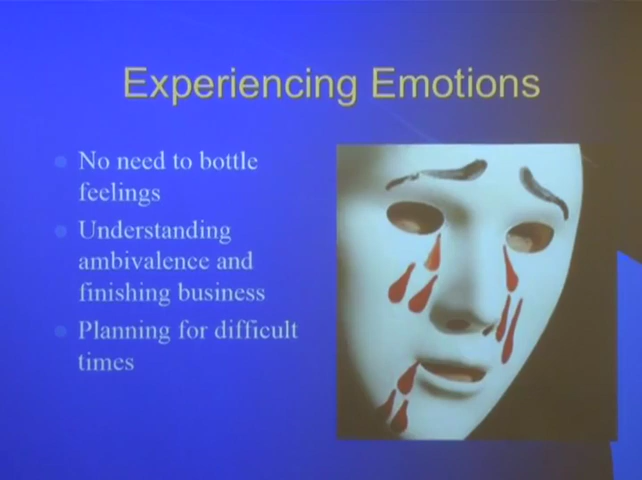 Experiencing Emotions
No need to bottle
feelings
Understanding
ambivalence and
finishing business
Planning for difficult
times